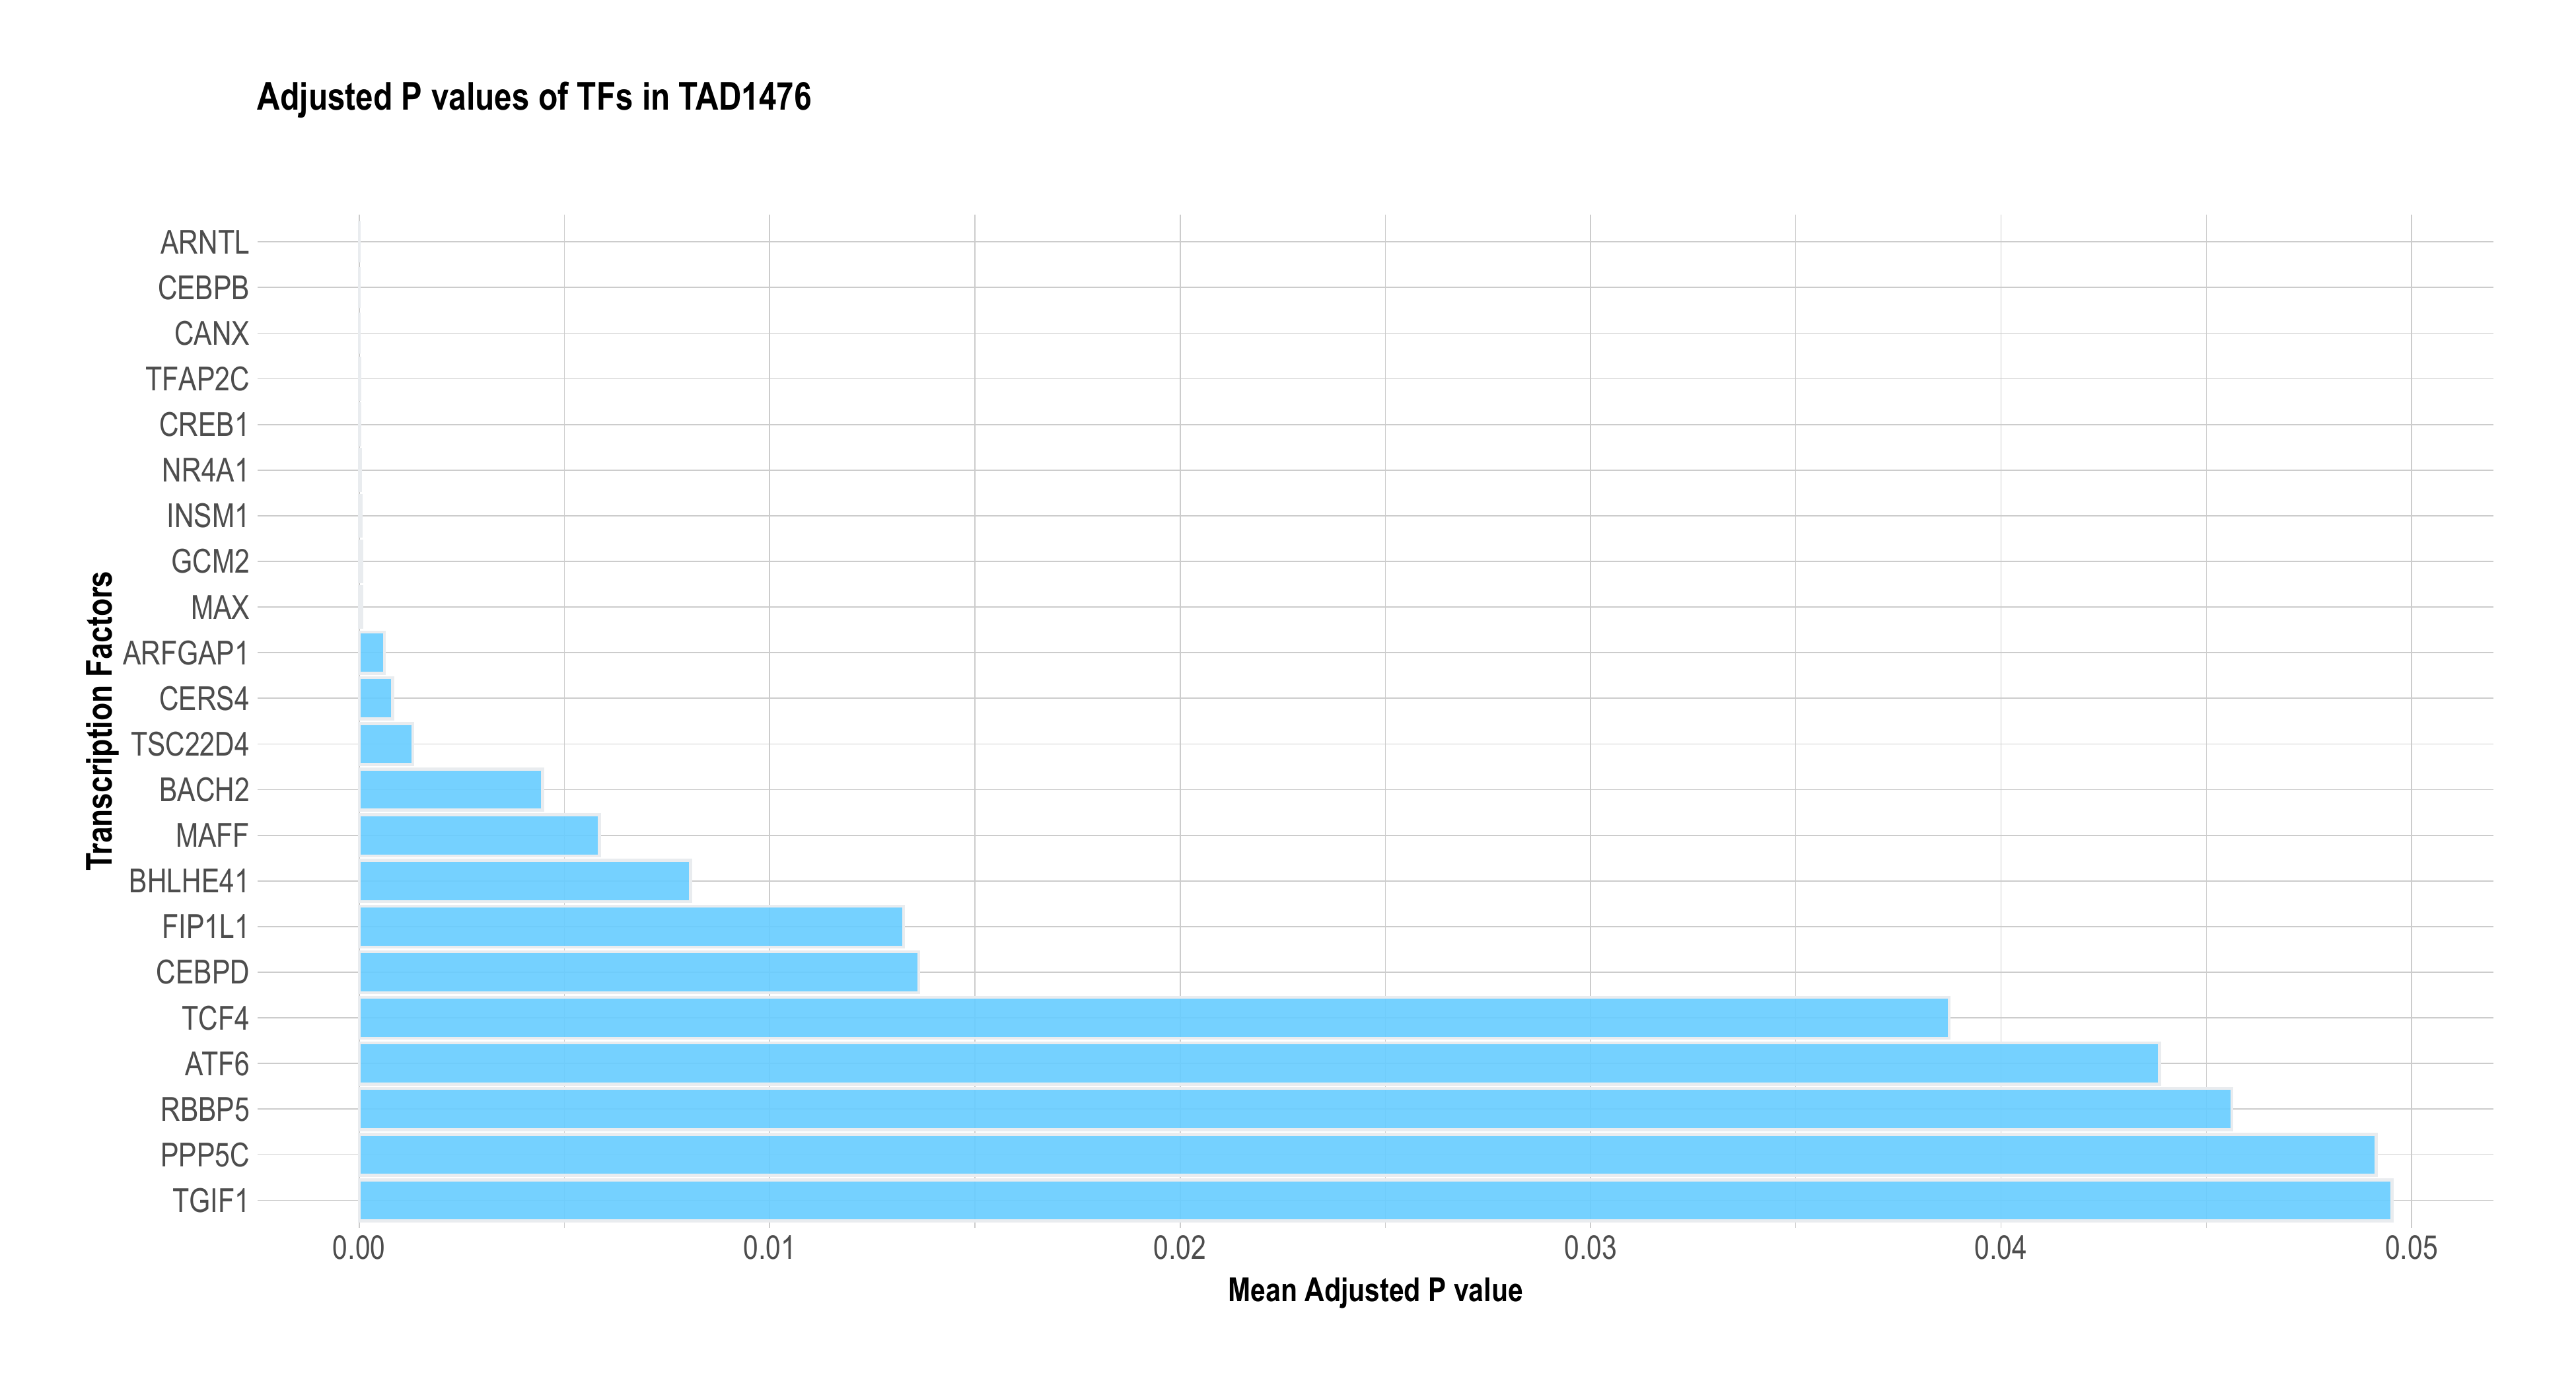 Adjusted P values of TFs in TAD1476
Transcription Factors
ARNTL
CEBPB
CANX
TFAP2C
CREB1
NR4A1
INSM1
GCM2
MAX
ARFGAP1
CERS4
TSC22D4
BACH2
MAFF
BHLHE41
FIP1L1
CEBPD
TCF4
ATF6
RBBP5
PPP5C
TGIF1
0.00 0.01 0.02 0.03 0.04 0.05
Mean Adjusted P value